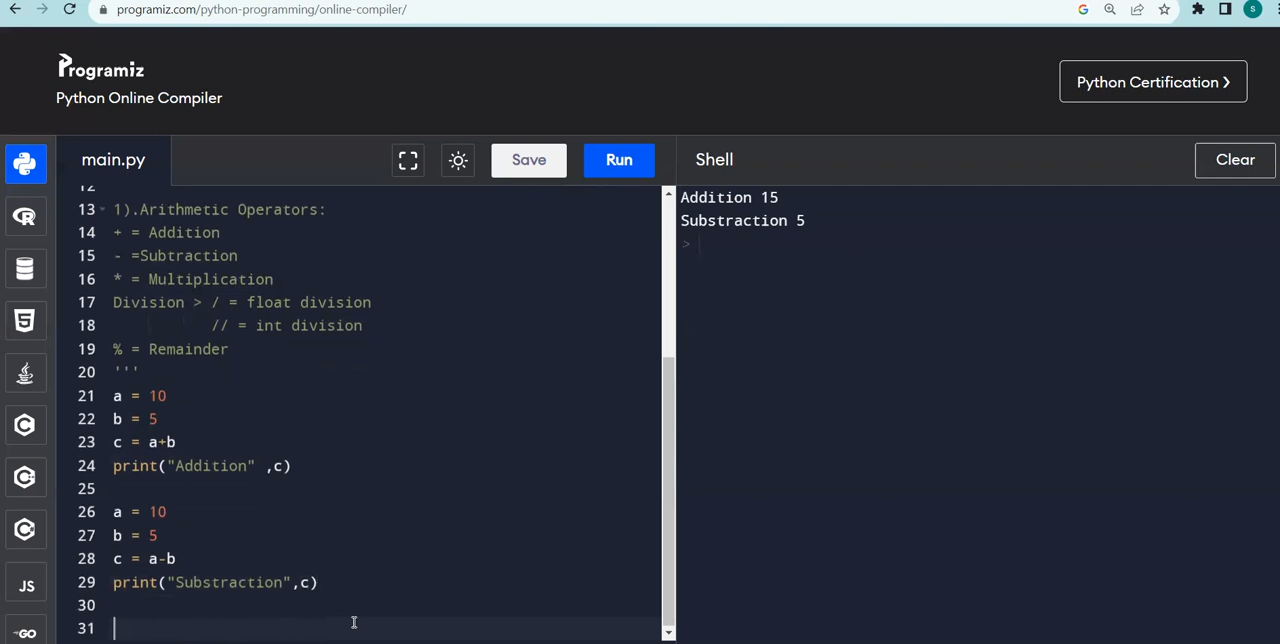 programiz.com/python-programming/online-compiler/
S
Programiz
Python Online Compiler
Python Certification ❯
main.py
Save
Run
Shell
Clear
12
13 1).Arithmetic Operators:
14 + = Addition
15 - =Subtraction
16 * = Multiplication
17 Division > / = float division
18 // = int division
19 % = Remainder
20 '''
21 a = 10
22 b = 5
23 c = a+b
24 print("Addition" ,c)
25
26 a = 10
27 b = 5
28 c = a-b
29 print("Substraction",c)
30
31
Addition 15
Substraction 5
>
R
5
C
C
C
JS
GO